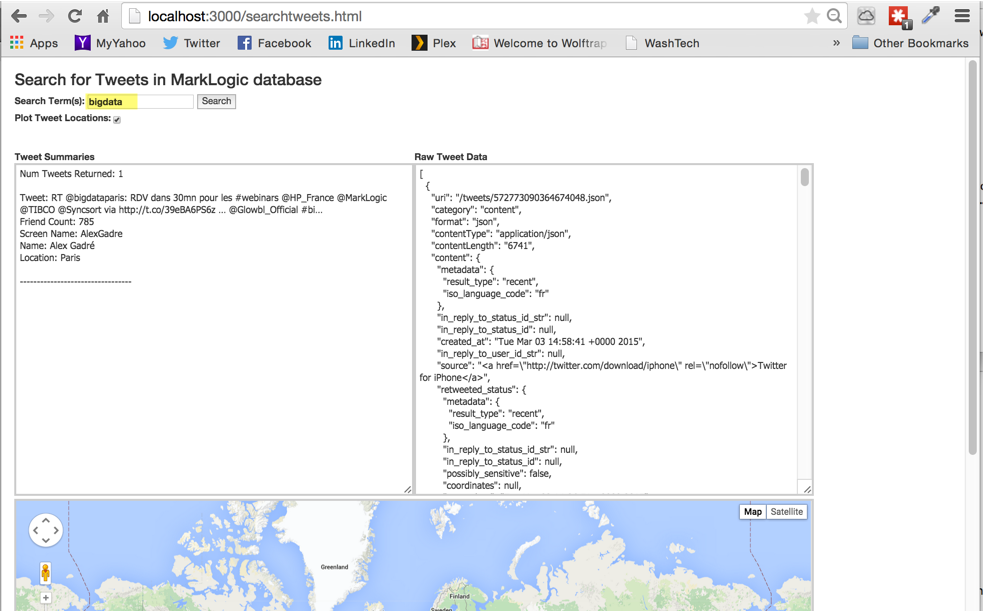 localhost:3000/searchtweets.html
1
Apps MyYahoo Twitter Facebook LinkedIn Plex Welcome to Wolftrap WashTech » Other Bookmarks
Search for Tweets in MarkLogic database
Search Term(s): bigdata Search
Plot Tweet Locations:
Tweet Summaries
Num Tweets Returned: 1
Tweet: RT @bigdataparis: RDV dans 30mn pour les #webinars @HP_France @MarkLogic
@TIBCO @Syncsort via http://t.co/39eBA6PS6z ... @Glowbl_Official #bi...
Friend Count: 785
Screen Name: AlexGadre
Name: Alex Gadré
Location: Paris
--------------------------------
Raw Tweet Data
[
{
"uri": "/tweets/572773090364674048.json",
"category": "content",
"format": "json",
"contentType": "application/json",
"contentLength": "6741",
"content": {
"metadata": {
"result_type": "recent",
"iso_language_code": "fr"
},
"in_reply_to_status_id_str": null,
"in_reply_to_status_id": null,
"created_at": "Tue Mar 03 14:58:41 +0000 2015",
"in_reply_to_user_id_str": null,
"source": "<a href=\"http://twitter.com/download/iphone\" rel=\"nofollow\">Twitter
for iPhone</a>",
"retweeted_status": {
"metadata": {
"result_type": "recent",
"iso_language_code": "fr"
},
"in_reply_to_status_id_str": null,
"in_reply_to_status_id": null,
"possibly_sensitive": false,
"coordinates": null,
Map Satellite
Greenland
Finland
Sweden